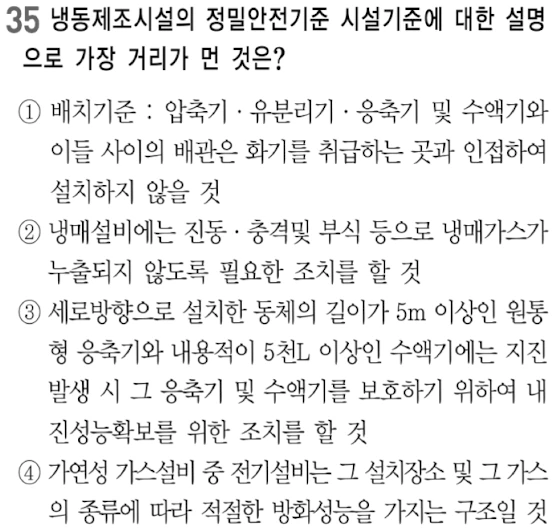 35 냉동제조시설의 정밀안전기준 시설기준에 대한 설명
으로 가장 거리가 먼 것은?
① 배치기준 : 압축기 · 유분리기 · 응축기 및 수액기와
이들 사이의 배관은 화기를 취급하는 곳과 인접하여
설치하지 않을 것
② 냉매설비에는 진동 · 충격및 부식 등으로 냉매가스가
누출되지 않도록 필요한 조치를 할 것
③ 세로방향으로 설치한 동체의 길이가 5m 이상인 원통
형 응축기와 내용적이 5천L 이상인 수액기에는 지진
발생 시 그 응축기 및 수액기를 보호하기 위하여 내
진성능확보를 위한 조치를 할 것
④ 가연성 가스설비 중 전기설비는 그 설치장소 및 그 가스
의 종류에 따라 적절한 방화성능을 가지는 구조일 것